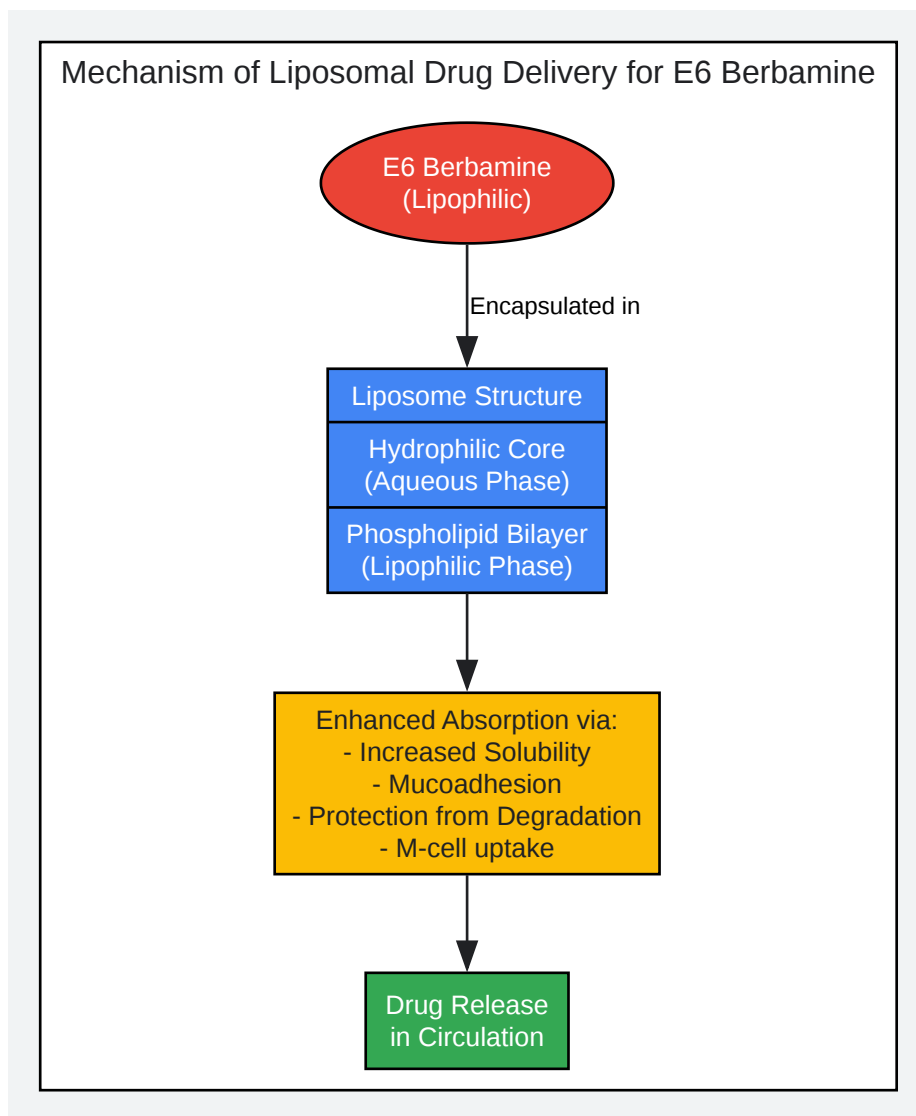 Mechanism of Liposomal Drug Delivery for E6 Berbamine
E6 Berbamine
(Lipophilic)
Encapsulated in
Liposome Structure
Hydrophilic Core
(Aqueous Phase)
Phospholipid Bilayer
(Lipophilic Phase)
Enhanced Absorption via:
- Increased Solubility
- Mucoadhesion
- Protection from Degradation
- M-cell uptake
Drug Release
in Circulation